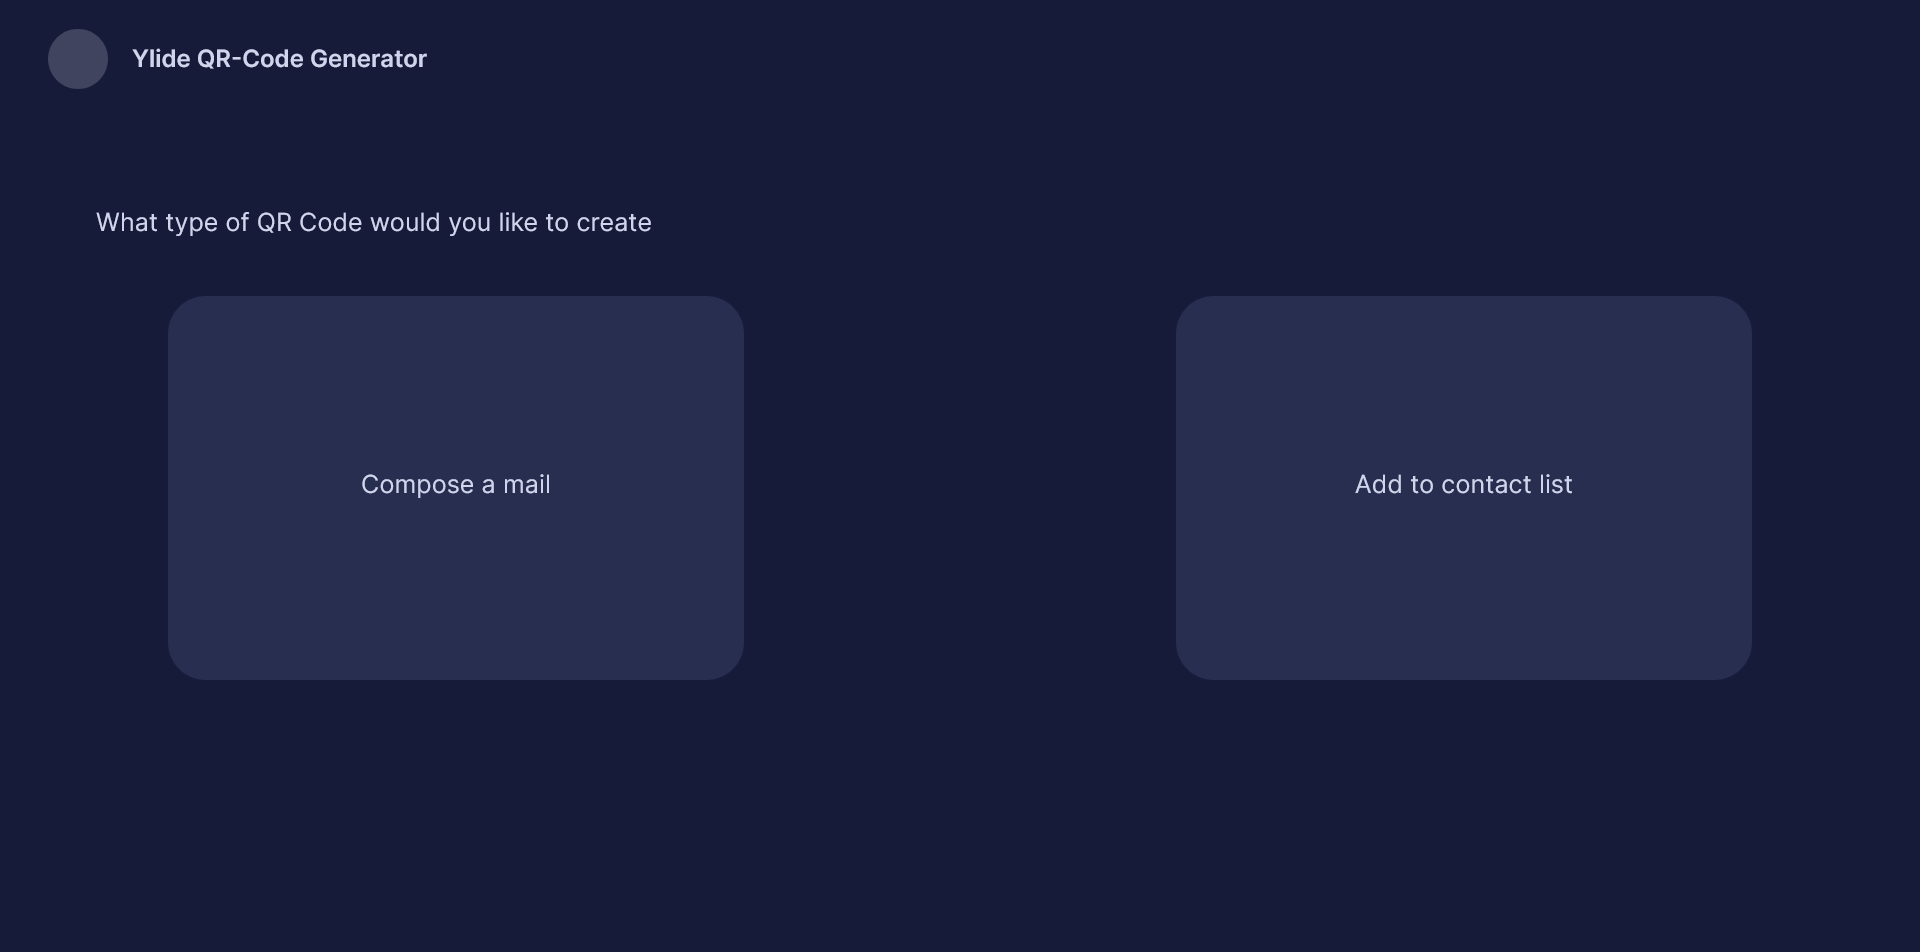 Ylide QR-Code Generator
What type of QR Code would you like to create
Compose a mail
Add to contact list